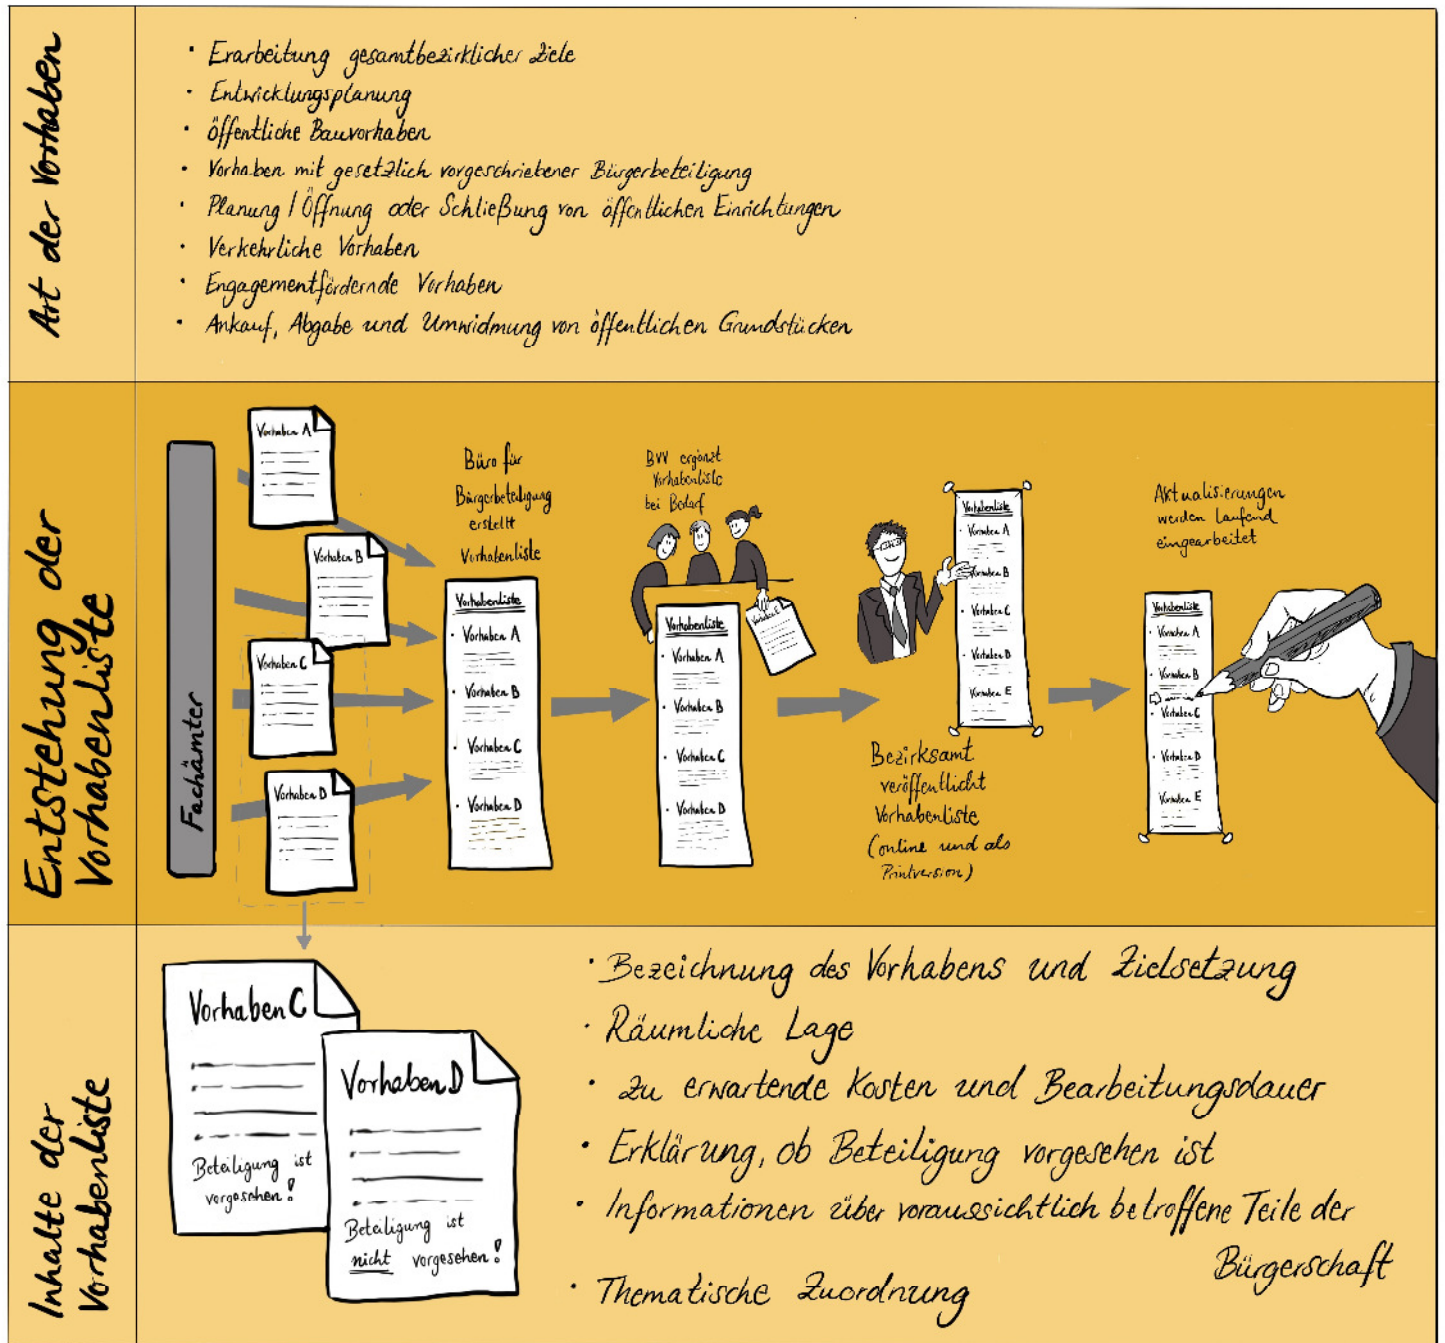 Art der Vorhaben
• Erarbeitung gesamtbezirklicher Ziele
• Entwicklungsplanung
• öffentliche Bauvorhaben
• Vorhaben mit gesetzlich vorgeschriebener Bürgerbeteiligung
• Planung / Öffnung oder Schließung von öffentlichen Einrichtungen
• Verkehrliche Vorhaben
• Engagementfördernde Vorhaben
• Ankauf, Abgabe und Umwidmung von öffentlichen Grundstücken
Entstehung der
Vorhabenliste
Fachämter
Vorhaben A
Vorhaben B
Vorhaben C
Vorhaben D
Büro für
Bürgerbeteiligung
erstellt
Vorhabenliste
Vorhabenliste
• Vorhaben A
• Vorhaben B
• Vorhaben C
• Vorhaben D
BVV ergänzt
Vorhabenliste
bei Bedarf
Vorhabenliste
• Vorhaben A
• Vorhaben B
• Vorhaben C
• Vorhaben D
Vorhaben E
Vorhabenliste
• Vorhaben A
• Vorhaben B
• Vorhaben C
• Vorhaben D
Vorhaben E
Bezirksamt
veröffentlicht
Vorhabenliste
(online und als
Printversion)
Aktualisierungen
werden laufend
eingearbeitet
Vorhabenliste
• Vorhaben A
• Vorhaben B
• Vorhaben C
• Vorhaben D
Vorhaben E
Inhalte der
Vorhabenliste
Vorhaben C
Beteiligung ist
vorgesehen!
Vorhaben D
Beteiligung ist
nicht vorgesehen!
• Bezeichnung des Vorhabens und Zielsetzung
• Räumliche Lage
• Zu erwartende Kosten und Bearbeitungsdauer
• Erklärung, ob Beteiligung vorgesehen ist
• Informationen über voraussichtlich betroffene Teile der
Bürgerschaft
• Thematische Zuordnung